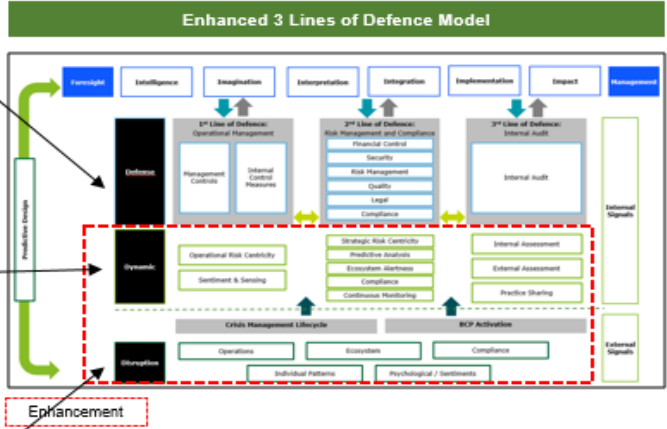 Enhanced 3 Lines of Defence Model
Foresight
Intelligence
Imagination
Interpretation
Integration
Implementation
Impact
Management
1st Line of Defence:
Operational Management
2nd Line of Defence:
Risk Management and Compliance
3rd Line of Defence:
Internal Audit
Predictive Design
Defense
Management
Controls
Internal
Control
Measures
Financial Control
Security
Risk Management
Quality
Legal
Compliance
Internal Audit
Internal
Signals
Dynamic
Operational Risk Centricity
Sentiment & Sensing
Strategic Risk Centricity
Predictive Analysis
Ecosystem Alertness
Compliance
Continuous Monitoring
Internal Assessment
External Assessment
Practice Sharing
Crisis Management Lifecycle
BCP Activation
External
Signals
Disruption
Operations
Ecosystem
Compliance
Individual Patterns
Psychological / Sentiments
Enhancement